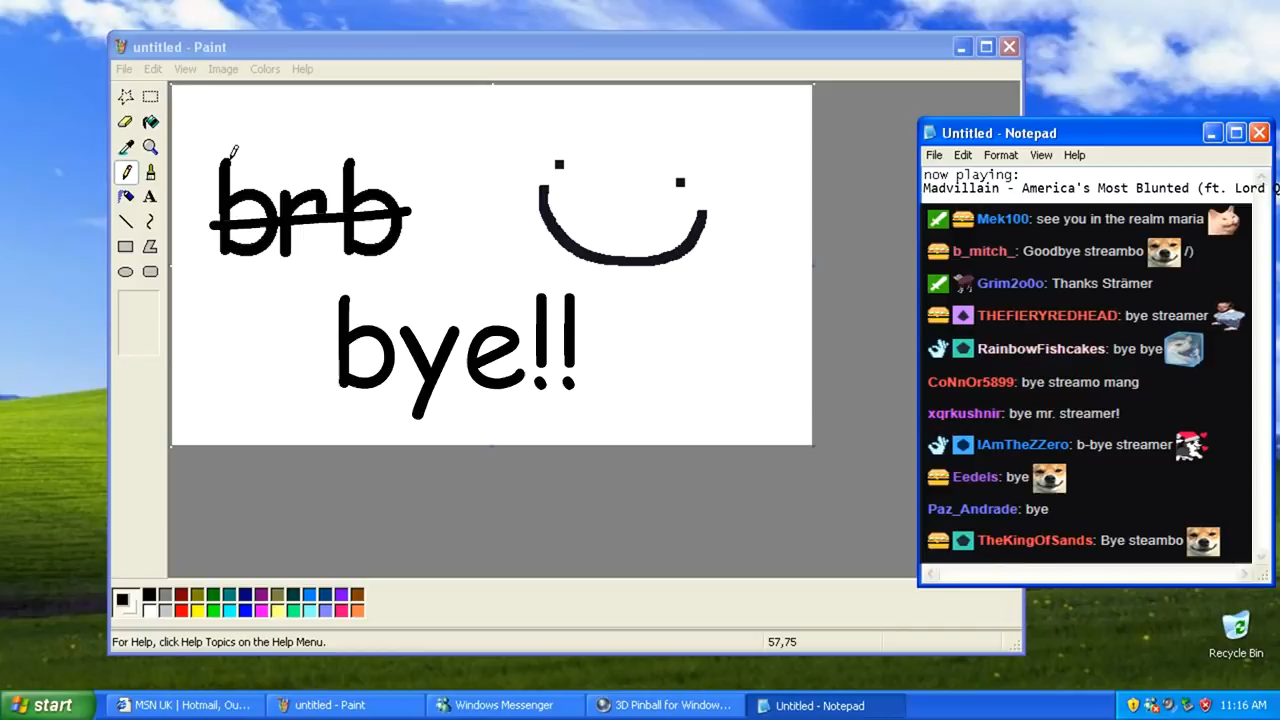 untitled - Paint
File Edit View Image Colors Help
brb
bye!!
For Help, click Help Topics on the Help Menu.
57,75
Untitled - Notepad
File Edit Format View Help
now playing:
Madvillain - America's Most Blunted (ft. Lord Q
Mek100: see you in the realm maria
b_mitch_: Goodbye streambo /)
Grim2o0o: Thanks Strämer
THEFIERYREDHEAD: bye streamer
RainbowFishcakes: bye bye
CoNnOr5899: bye streamo mang
xqrkushnir: bye mr. streamer!
IAmTheZZero: b-bye streamer
Eedels: bye
Paz_Andrade: bye
TheKingOfSands: Bye steambo
Recycle Bin
start
MSN UK | Hotmail, Ou...
untitled - Paint
Windows Messenger
3D Pinball for Window...
Untitled - Notepad
11:16 AM